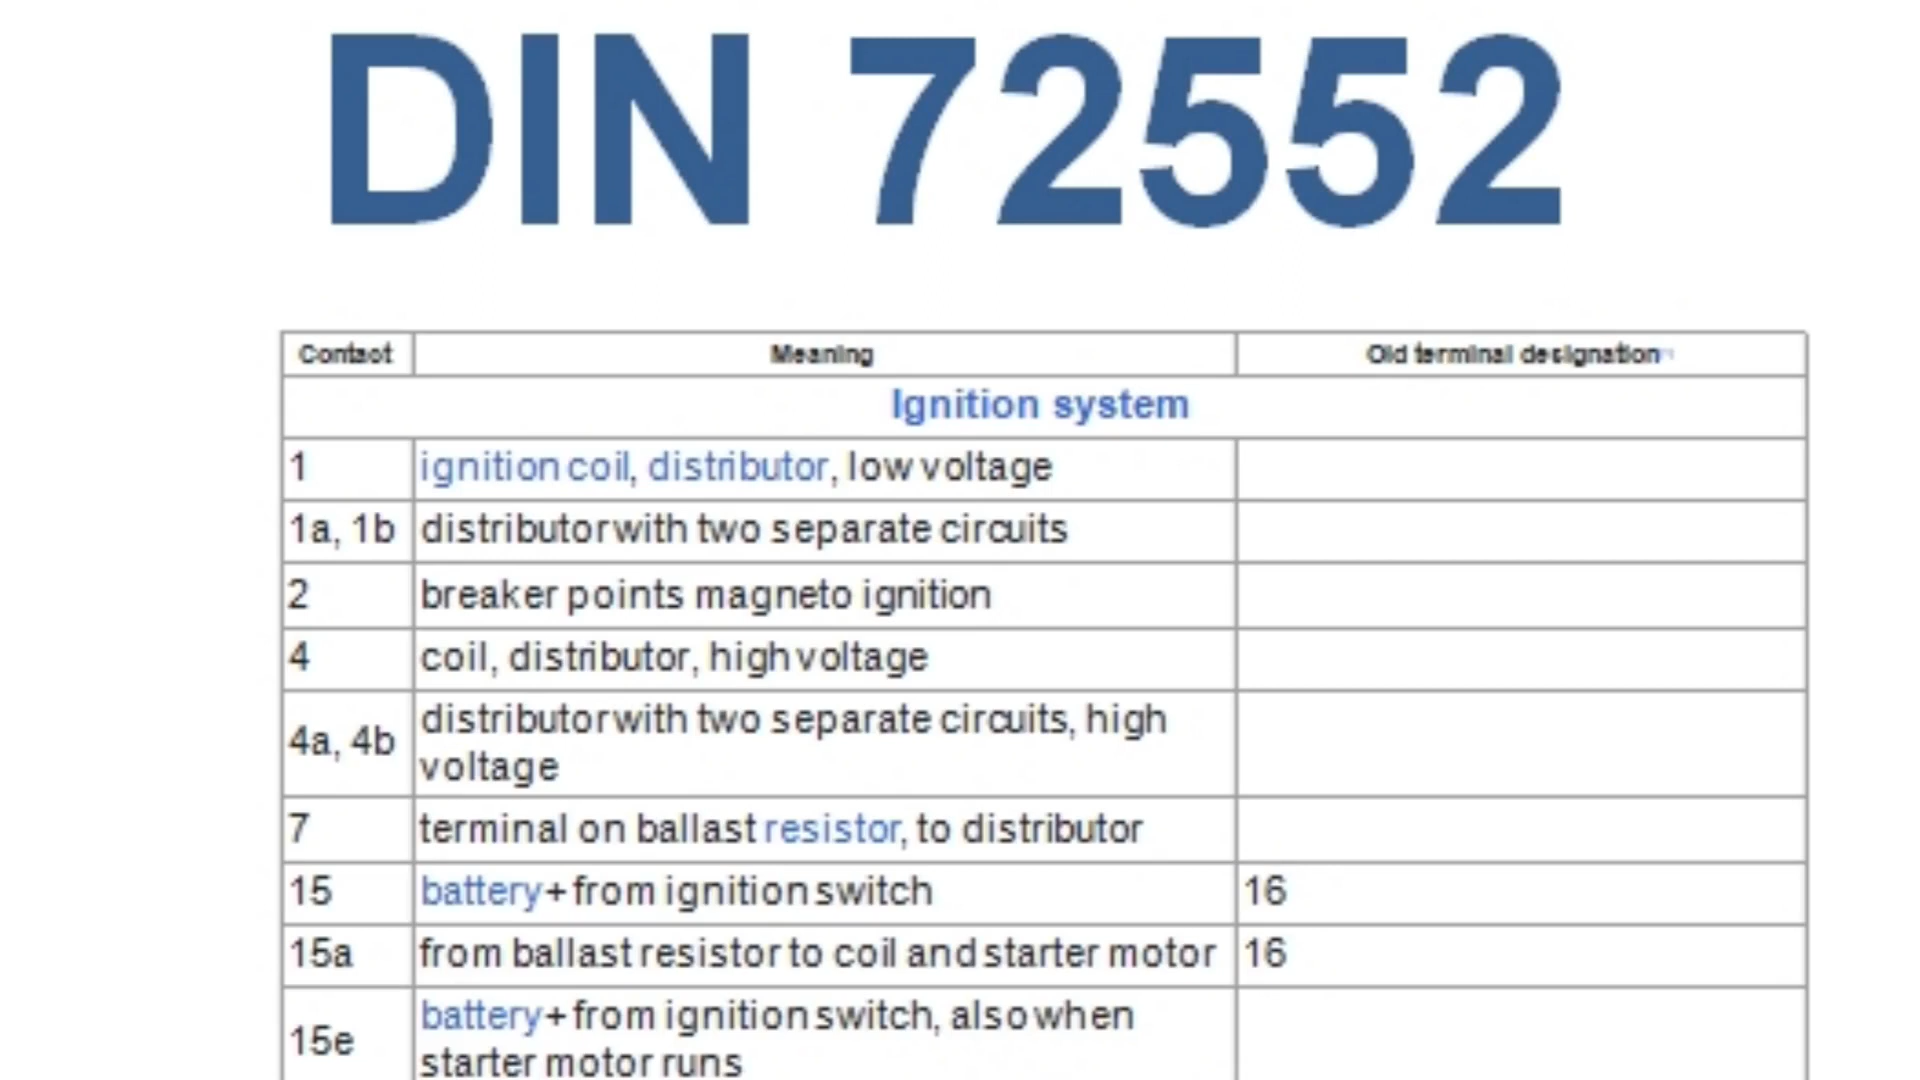 DIN 72552
Contact Meaning Old terminal designation
Ignition system
1 ignition coil, distributor, low voltage
1a, 1b distributor with two separate circuits
2 breaker points magneto ignition
4 coil, distributor, high voltage
4a, 4b distributor with two separate circuits, high
voltage
7 terminal on ballast resistor, to distributor
15 battery+ from ignition switch 16
15a from ballast resistor to coil and starter motor 16
15e battery+ from ignition switch, also when
starter motor runs